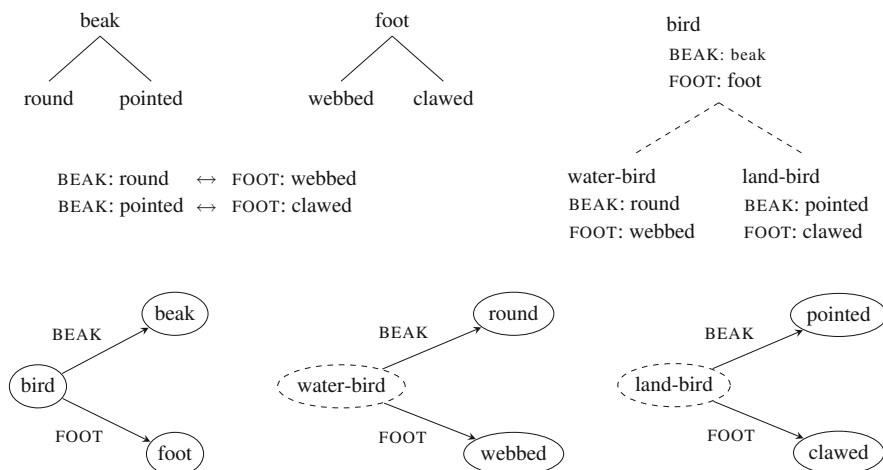 beak
round pointed
foot
webbed clawed
bird
BEAK: beak
FOOT: foot
BEAK: round ↔ FOOT: webbed
BEAK: pointed ↔ FOOT: clawed
water-bird
BEAK: round
FOOT: webbed
land-bird
BEAK: pointed
FOOT: clawed
beak
BEAK
bird
FOOT
foot
round
BEAK
water-bird
FOOT
webbed
pointed
BEAK
land-bird
FOOT
clawed